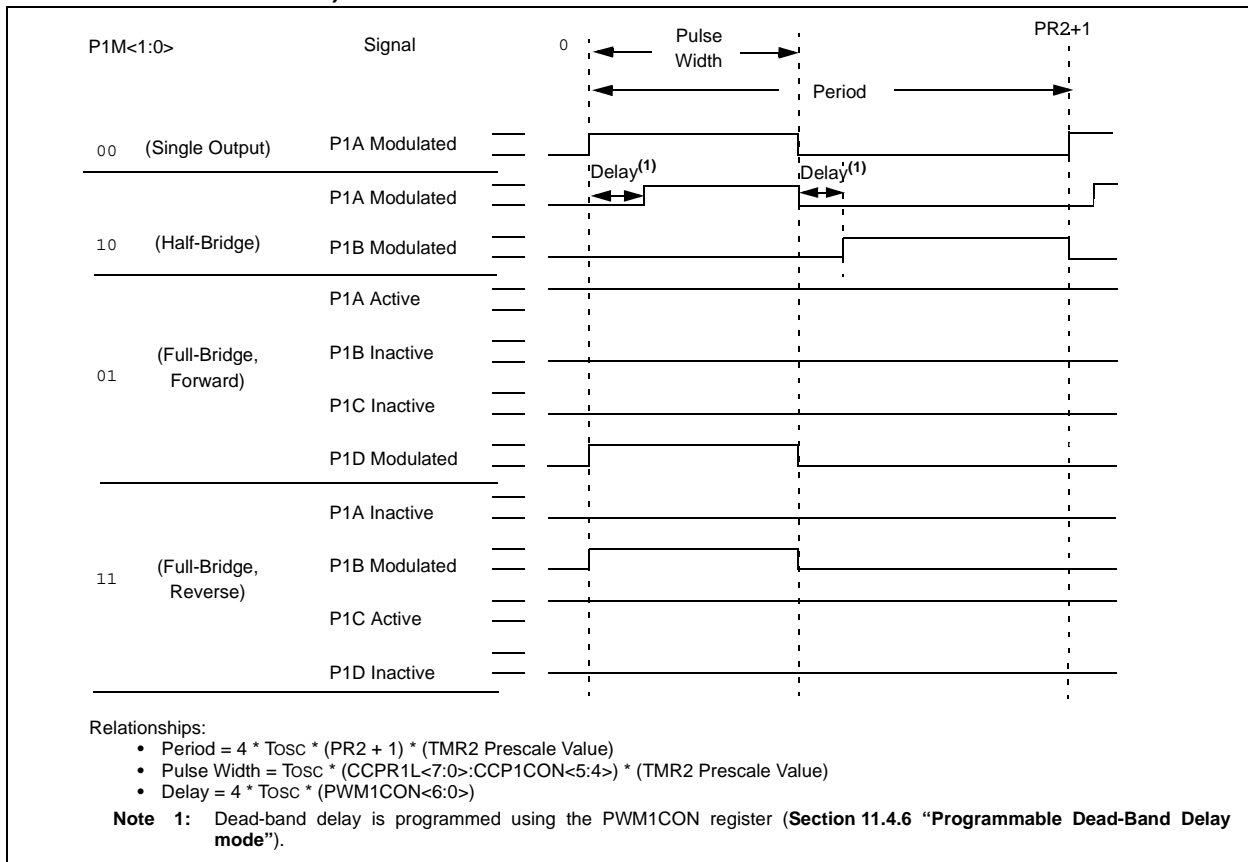 P1M<1:0> Signal 0 Pulse Width PR2+1
Period
00 (Single Output) P1A Modulated
Delay(1) Delay(1)
P1A Modulated
10 (Half-Bridge) P1B Modulated
P1A Active
01 (Full-Bridge, Forward) P1B Inactive
P1C Inactive
P1D Modulated
P1A Inactive
11 (Full-Bridge, Reverse) P1B Modulated
P1C Active
P1D Inactive
Relationships:
• Period = 4 * TOSC * (PR2 + 1) * (TMR2 Prescale Value)
• Pulse Width = TOSC * (CCPR1L<7:0>:CCP1CON<5:4>) * (TMR2 Prescale Value)
• Delay = 4 * TOSC * (PWM1CON<6:0>)
Note 1: Dead-band delay is programmed using the PWM1CON register (Section 11.4.6 “Programmable Dead-Band Delay
mode”).